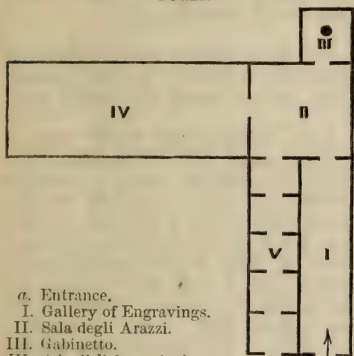 III
IV
II
V
I
a. Entrance.
I. Gallery of Engravings.
II. Sala degli Arazzi.
III. Gabinetto.